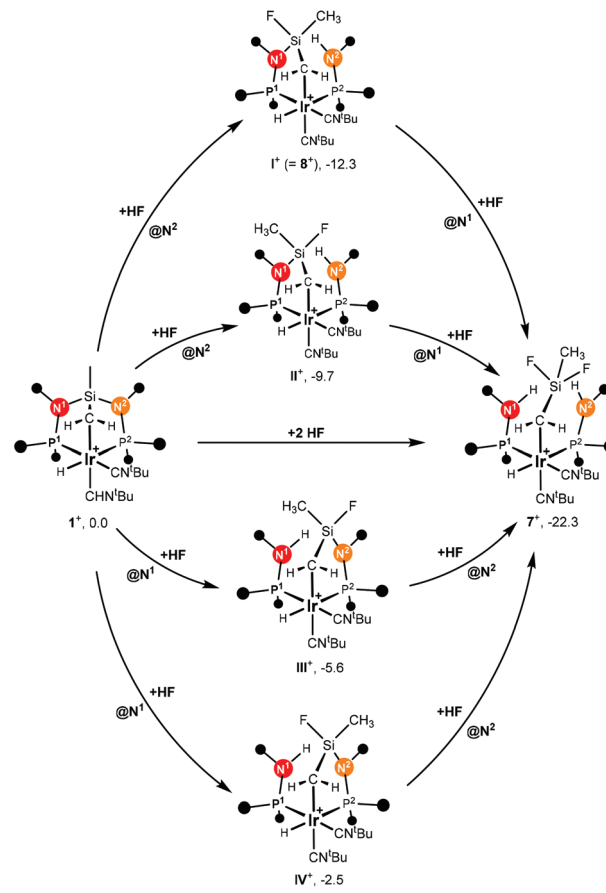 F CH₃
Si
H
N¹ N²
C
H H
P¹ P²
Ir⁺
H CNᵗBu
CNᵗBu
I⁺ (= 8⁺), -12.3
+HF
@N²
+HF
@N¹
H₃C F
Si
H
N¹ N²
C
H H
P¹ P²
Ir⁺
H CNᵗBu
CNᵗBu
II⁺, -9.7
+HF
@N²
+HF
@N¹
Si
N¹ N²
C
H H
P¹ P²
Ir⁺
H CNᵗBu
CHNᵗBu
1⁺, 0.0
+2 HF
CH₃
F F
Si
H H
N¹ N²
C
H H
P¹ P²
Ir⁺
H CNᵗBu
CNᵗBu
7⁺, -22.3
+HF
@N¹
H₃C F
Si
H
N¹ N²
C
H H
P¹ P²
Ir⁺
H CNᵗBu
CNᵗBu
III⁺, -5.6
+HF
@N²
+HF
@N¹
F CH₃
Si
H
N¹ N²
C
H H
P¹ P²
Ir⁺
H CNᵗBu
CNᵗBu
IV⁺, -2.5
+HF
@N²